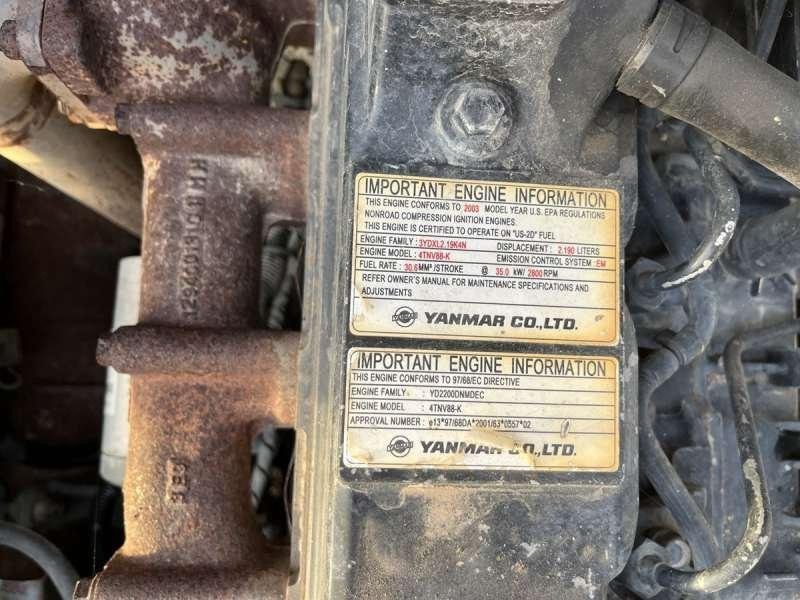 IMPORTANT ENGINE INFORMATION
THIS ENGINE CONFORMS TO 2003 MODEL YEAR U.S. EPA REGULATIONS
NONROAD COMPRESSION IGNITION ENGINES.
THIS ENGINE IS CERTIFIED TO OPERATE ON "US-2D" FUEL
ENGINE FAMILY : 3YDXL2.19K4N DISPLACEMENT : 2.190 LITERS
ENGINE MODEL : 4TNV88-K EMISSION CONTROL SYSTEM : EM
FUEL RATE : 30.6 MM³/STROKE @ 35.0 kW/ 2800 RPM
REFER OWNER'S MANUAL FOR MAINTENANCE SPECIFICATIONS AND
ADJUSTMENTS
YANMAR CO.,LTD.
IMPORTANT ENGINE INFORMATION
THIS ENGINE CONFORMS TO 97/68/EC DIRECTIVE
ENGINE FAMILY : YD2200DNMDEC
ENGINE MODEL : 4TNV88-K
APPROVAL NUMBER : e13*97/68DA*2001/63*0357*02
YANMAR CO.,LTD.